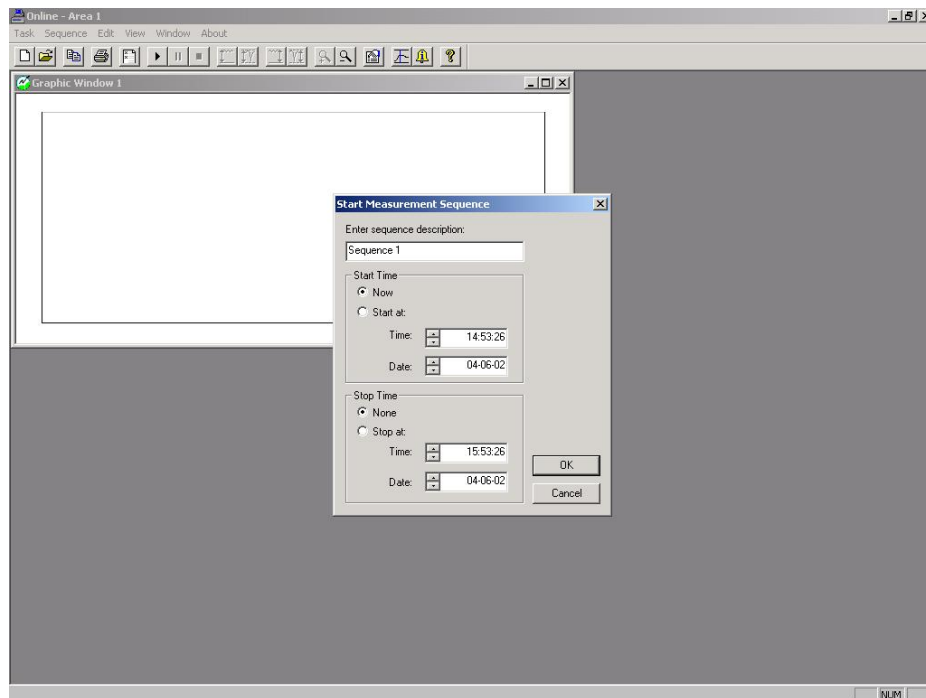 Online - Area 1
Task Sequence Edit View Window About
Graphic Window 1
Start Measurement Sequence
Enter sequence description:
Sequence 1
Start Time
Now
Start at:
Time: 14:53:26
Date: 04-06-02
Stop Time
None
Stop at:
Time: 15:53:26
Date: 04-06-02
OK
Cancel
NUM